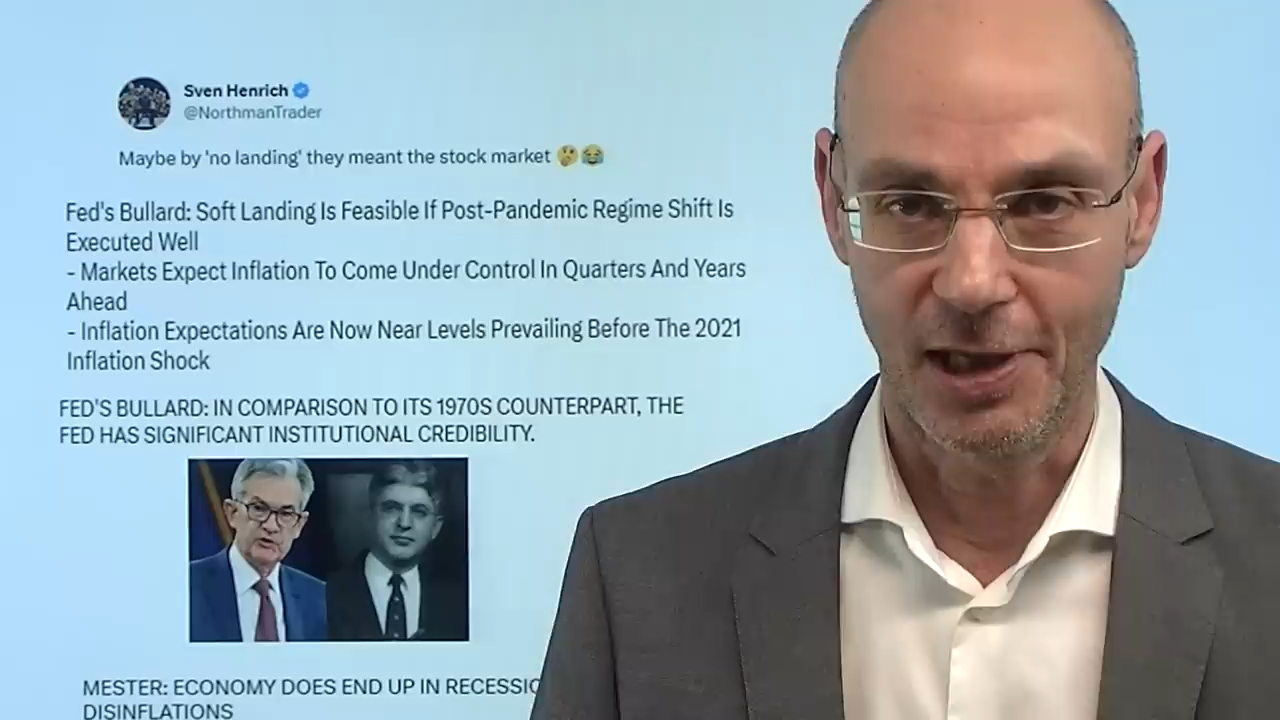 Sven Henrich
@NorthmanTrader
Maybe by 'no landing' they meant the stock market 🤔😂
Fed's Bullard: Soft Landing Is Feasible If Post-Pandemic Regime Shift Is
Executed Well
- Markets Expect Inflation To Come Under Control In Quarters And Years
Ahead
- Inflation Expectations Are Now Near Levels Prevailing Before The 2021
Inflation Shock
FED'S BULLARD: IN COMPARISON TO ITS 1970S COUNTERPART, THE
FED HAS SIGNIFICANT INSTITUTIONAL CREDIBILITY.
MESTER: ECONOMY DOES END UP IN
DISINFLATIONS